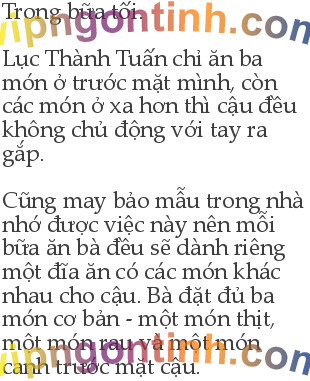 Trong bữa tối.
vipngontinh.com
Lục Thành Tuấn chỉ ăn ba
món ở trước mặt mình, còn
các món ở xa hơn thì cậu đều
không chủ động với tay ra
gắp.
Cũng may bảo mẫu trong nhà
nhớ được việc này nên mỗi
bữa ăn bà đều sẽ dành riêng
một đĩa ăn có các món khác
nhau cho cậu. Bà đặt đủ ba
món cơ bản - một món thịt,
một món rau và một món
vipngontinh.com
canh trước mặt cậu.